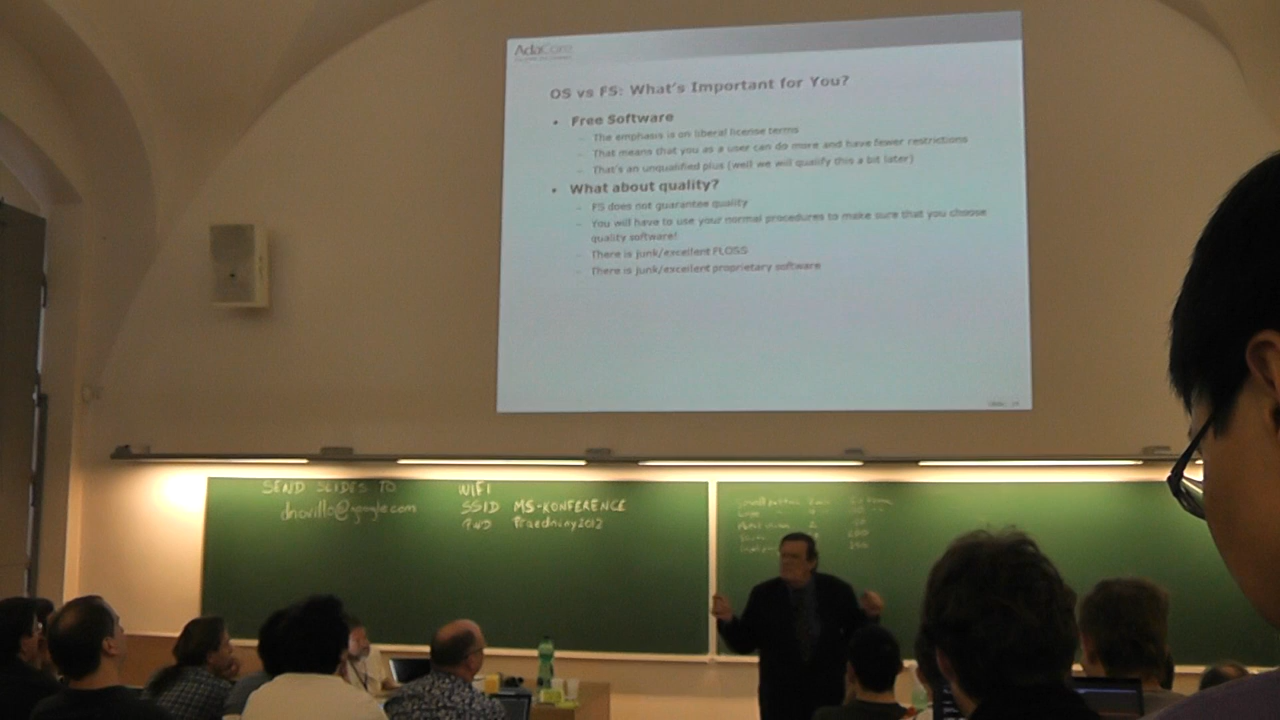 AdaCore
OS vs FS: What's Important for You?
• Free Software
– The emphasis is on liberal license terms
– That means that you as a user can do more and have fewer restrictions
– That's an unqualified plus (well we will qualify this a bit later)
• What about quality?
– FS does not guarantee quality
– You will have to use your normal procedures to make sure that you choose
quality software!
– There is junk/excellent FLOSS
– There is junk/excellent proprietary software
SEND SLIDES TO
dnovillo@google.com
WIFI
SSID MS-KONFERENCE
PWD Praedniny2012